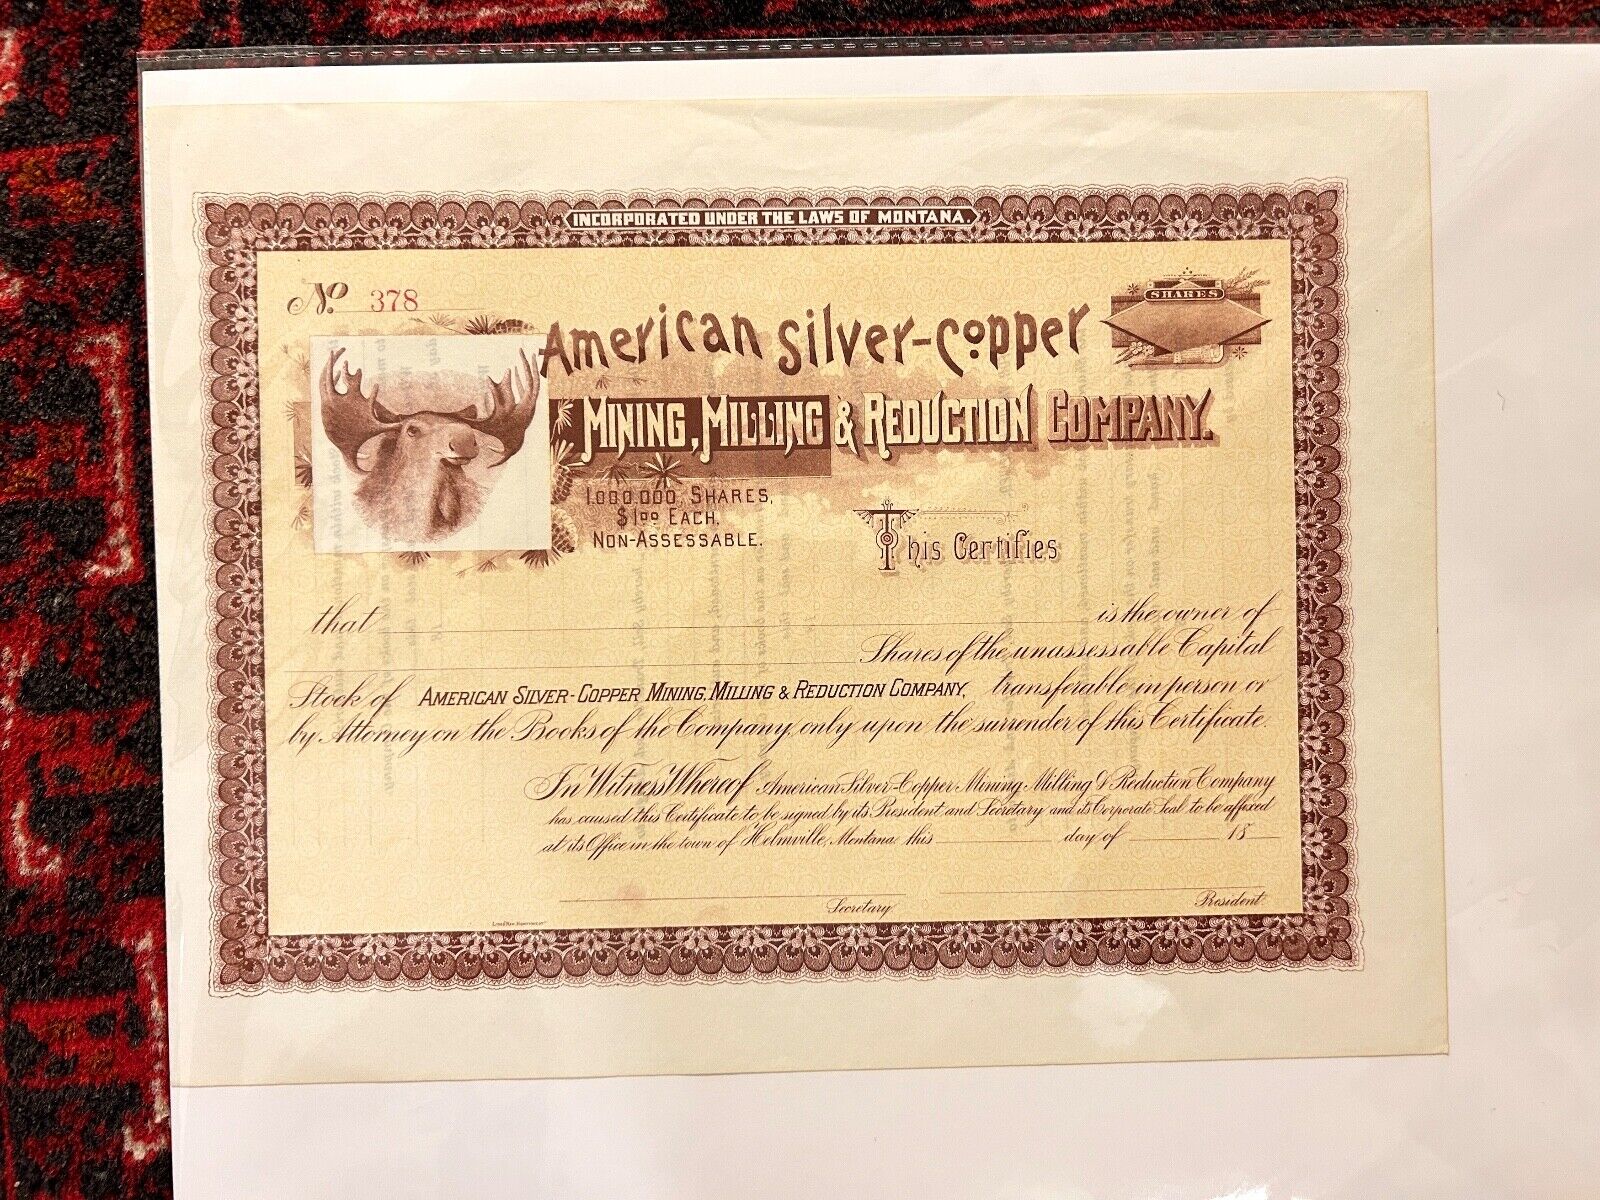 INCORPORATED UNDER THE LAWS OF MONTANA.
No. 378
SHARES
American Silver-Copper
MINING, MILLING & REDUCTION COMPANY.
1,000,000, SHARES,
$1.00 EACH.
NON-ASSESSABLE.
This Certifies
that is the owner of
Shares of the unassessable Capital
Stock of AMERICAN SILVER-COPPER MINING, MILLING & REDUCTION COMPANY, transferable in person or
by Attorney on the Books of the Company, only upon the surrender of this Certificate.
In Witness Whereof American Silver-Copper Mining Milling & Reduction Company
has caused this Certificate to be signed by its President and Secretary and its Corporate Seal to be affixed
at its Office in the town of Helmville, Montana this day of 18
Secretary. President.